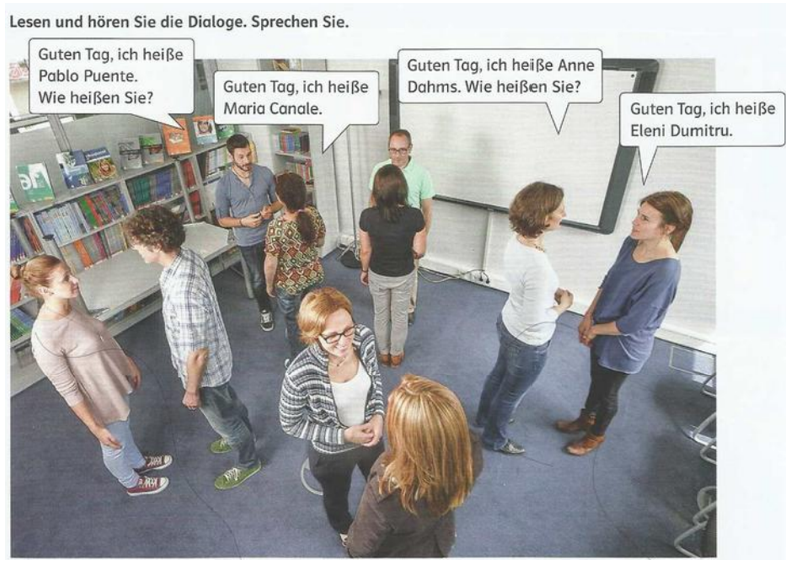 Lesen und hören Sie die Dialoge. Sprechen Sie.
Guten Tag, ich heiße
Pablo Puente.
Wie heißen Sie?
Guten Tag, ich heiße
Maria Canale.
Guten Tag, ich heiße Anne
Dahms. Wie heißen Sie?
Guten Tag, ich heiße
Eleni Dumitru.